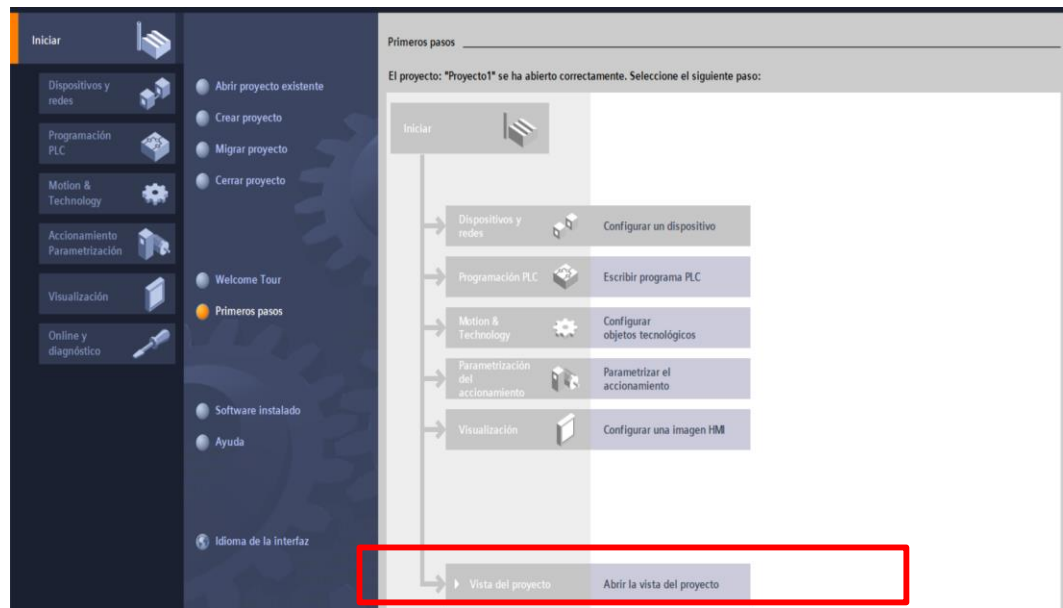 Iniciar
Dispositivos y
redes
Programación
PLC
Motion &
Technology
Accionamiento
Parametrización
Visualización
Online y
diagnóstico
Abrir proyecto existente
Crear proyecto
Migrar proyecto
Cerrar proyecto
Welcome Tour
Primeros pasos
Software instalado
Ayuda
Idioma de la interfaz
Primeros pasos
El proyecto: "Proyecto1" se ha abierto correctamente. Seleccione el siguiente paso:
Iniciar
Dispositivos y
redes
Configurar un dispositivo
Programación PLC
Escribir programa PLC
Motion &
Technology
Configurar
objetos tecnológicos
Parametrización
del
accionamiento
Parametrizar el
accionamiento
Visualización
Configurar una imagen HMI
Vista del proyecto
Abrir la vista del proyecto